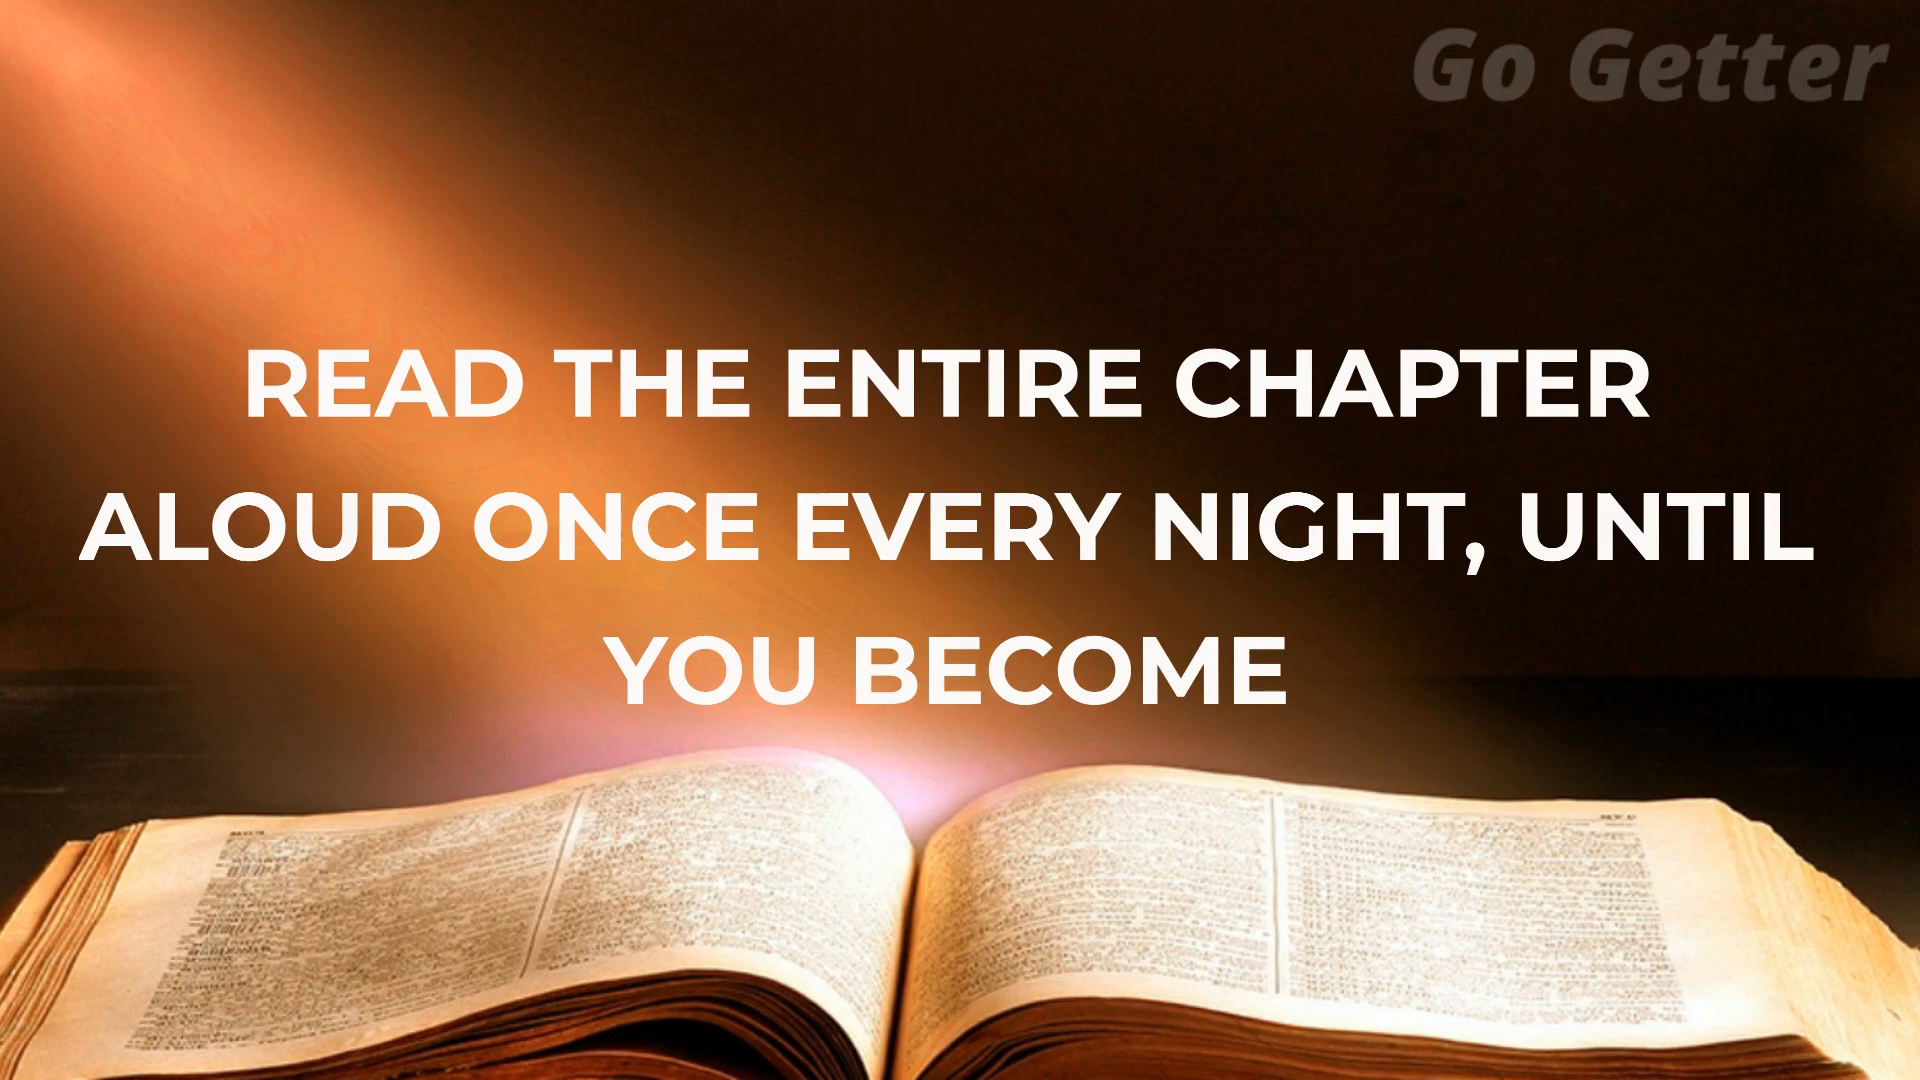 Go Getter
READ THE ENTIRE CHAPTER
ALOUD ONCE EVERY NIGHT, UNTIL
YOU BECOME